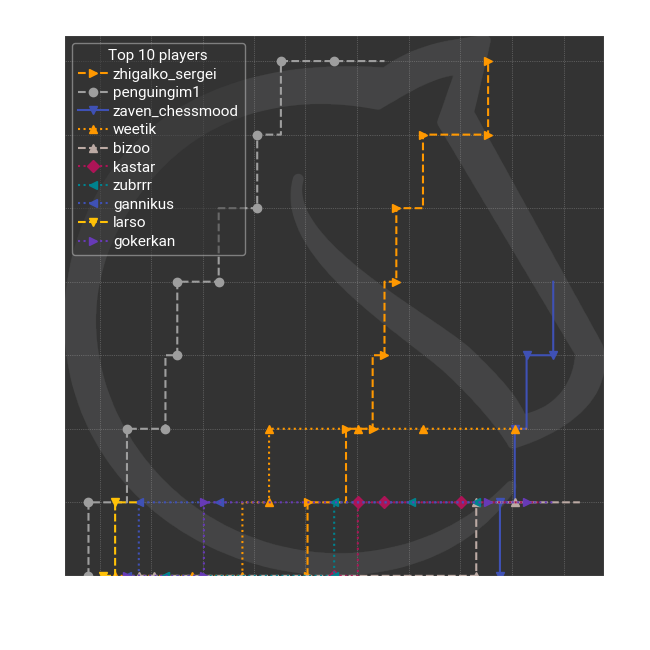 Top 10 players
zhigalko_sergei
penguingim1
zaven_chessmood
weetik
bizoo
kastar
zubrrr
gannikus
larso
gokerkan